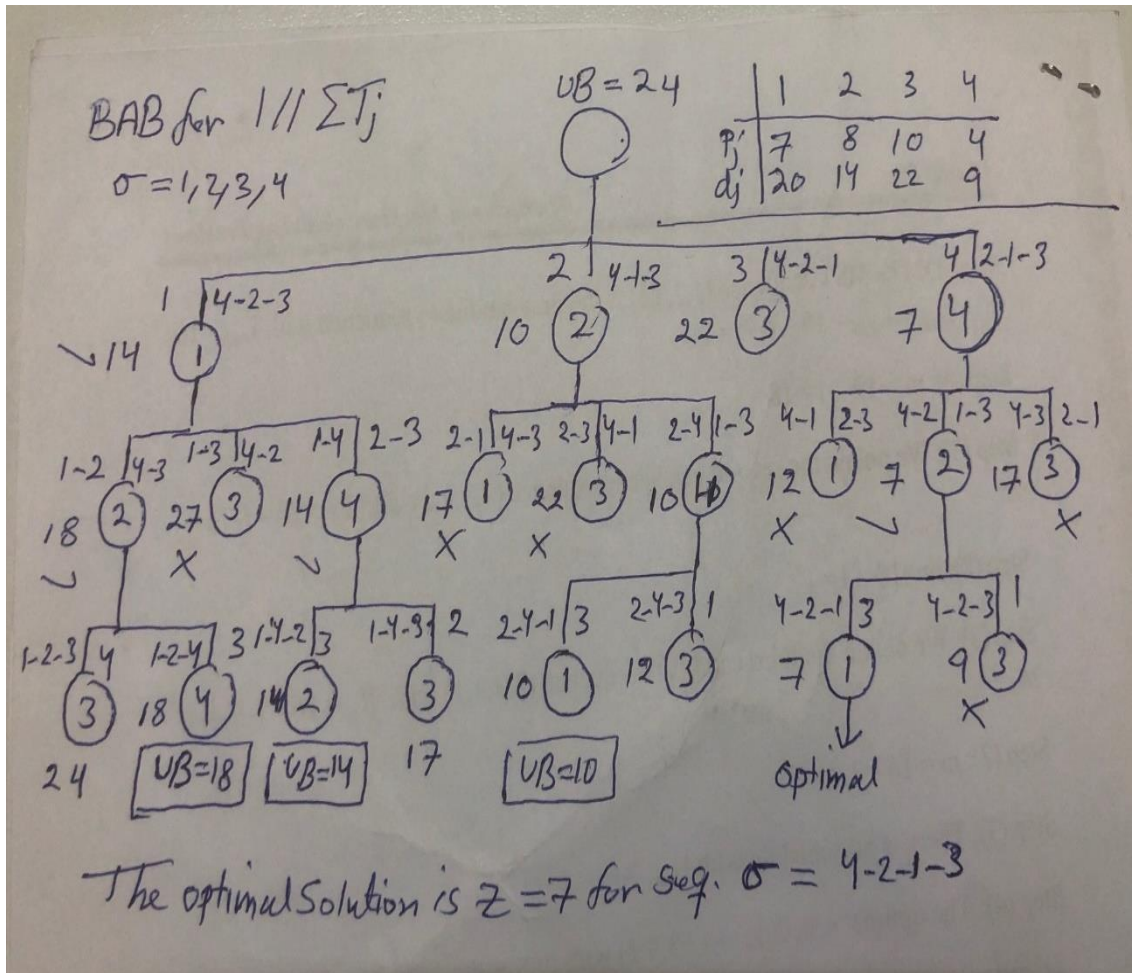 BAB for 1// ΣTj
σ=1,2,3,4
UB=24
1 2 3 4
Pj 7 8 10 4
dj 20 14 22 9
1 4-2-3 2 4-1-3 3 4-2-1 4 2-1-3
14 1 10 2 22 3 7 4
1-2 4-3 1-3 4-2 1-4 2-3 2-1 4-3 2-3 4-1 2-4 1-3 4-1 2-3 4-2 1-3 4-3 2-1
18 2 27 3 14 4 17 1 22 3 10 4 12 1 7 2 17 3
X X X X X
1-2-3 4 1-2-4 3 1-4-2 3 1-4-3 2 2-4-1 3 2-4-3 1 4-2-1 3 4-2-3 1
3 18 4 14 2 3 10 1 12 3 7 1 9 3
X
24 UB=18 UB=14 17 UB=10 optimal
The optimal Solution is Z=7 for seq. σ = 4-2-1-3